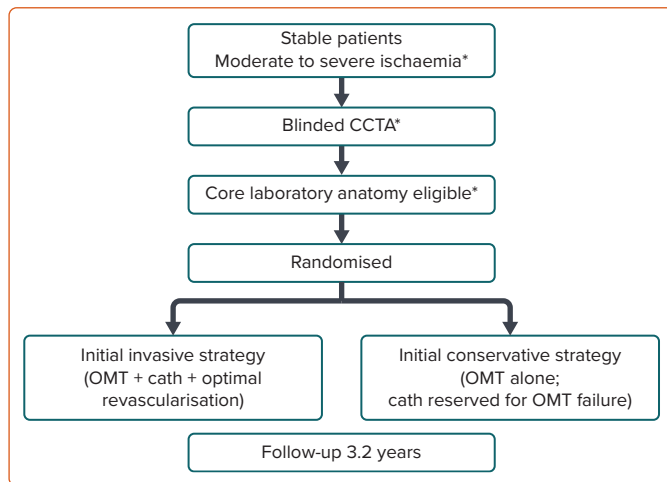 Stable patients
Moderate to severe ischaemia*
Blinded CCTA*
Core laboratory anatomy eligible*
Randomised
Initial invasive strategy
(OMT + cath + optimal
revascularisation)
Initial conservative strategy
(OMT alone;
cath reserved for OMT failure)
Follow-up 3.2 years